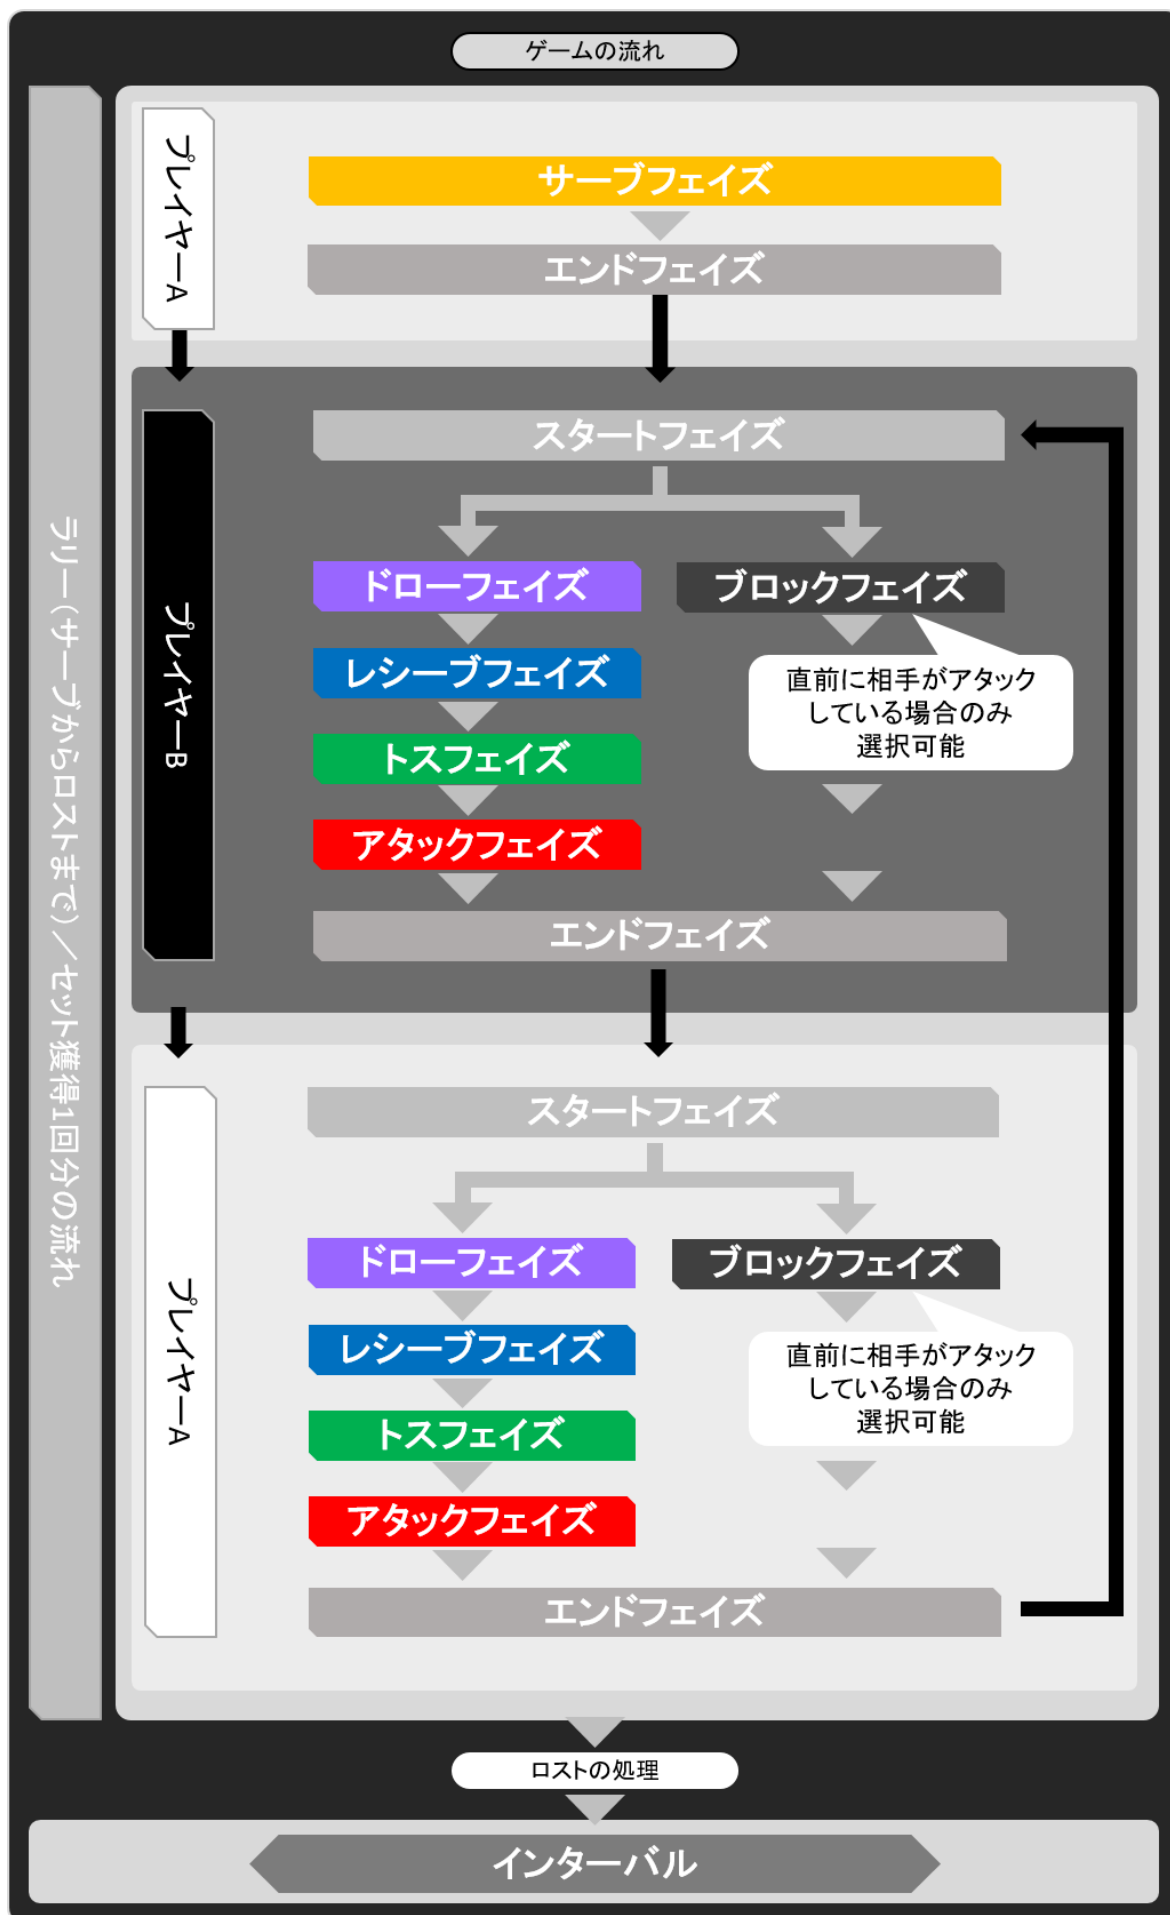 ゲームの流れ
ラリー(サーブからロストまで)/セット獲得1回分の流れ
プレイヤーA
サーブフェイズ
エンドフェイズ
プレイヤーB
スタートフェイズ
ドローフェイズ
ブロックフェイズ
レシーブフェイズ
直前に相手がアタック
している場合のみ
選択可能
トスフェイズ
アタックフェイズ
エンドフェイズ
プレイヤーA
スタートフェイズ
ドローフェイズ
ブロックフェイズ
レシーブフェイズ
直前に相手がアタック
している場合のみ
選択可能
トスフェイズ
アタックフェイズ
エンドフェイズ
ロストの処理
インターバル